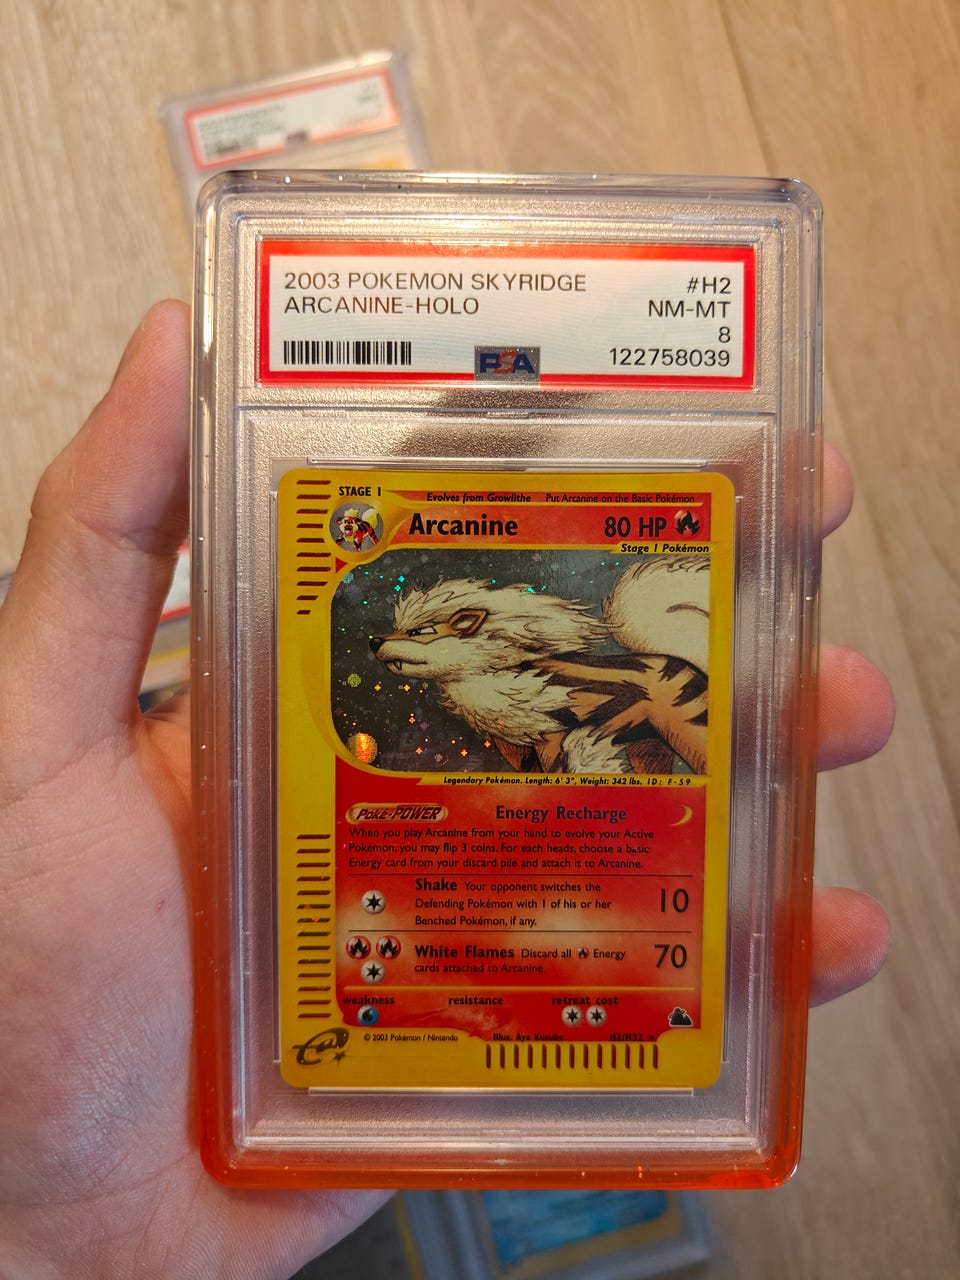 2003 POKEMON SKYRIDGE #H2
ARCANINE-HOLO NM-MT
8
PSA 122758039
STAGE 1 Evolves from Growlithe Put Arcanine on the Basic Pokémon
Arcanine 80 HP
Stage 1 Pokémon
Legendary Pokémon. Length: 6' 3", Weight: 342 lbs. ID: F-59
Poké-POWER Energy Recharge
When you play Arcanine from your hand to evolve your Active
Pokémon, you may flip 3 coins. For each heads, choose a basic
Energy card from your discard pile and attach it to Arcanine.
Shake Your opponent switches the
Defending Pokémon with 1 of his or her 10
Benched Pokémon, if any.
White Flames Discard all Energy 70
cards attached to Arcanine.
weakness resistance retreat cost
© 2003 Pokémon / Nintendo Illus. Aya Kusube H2/H32
e